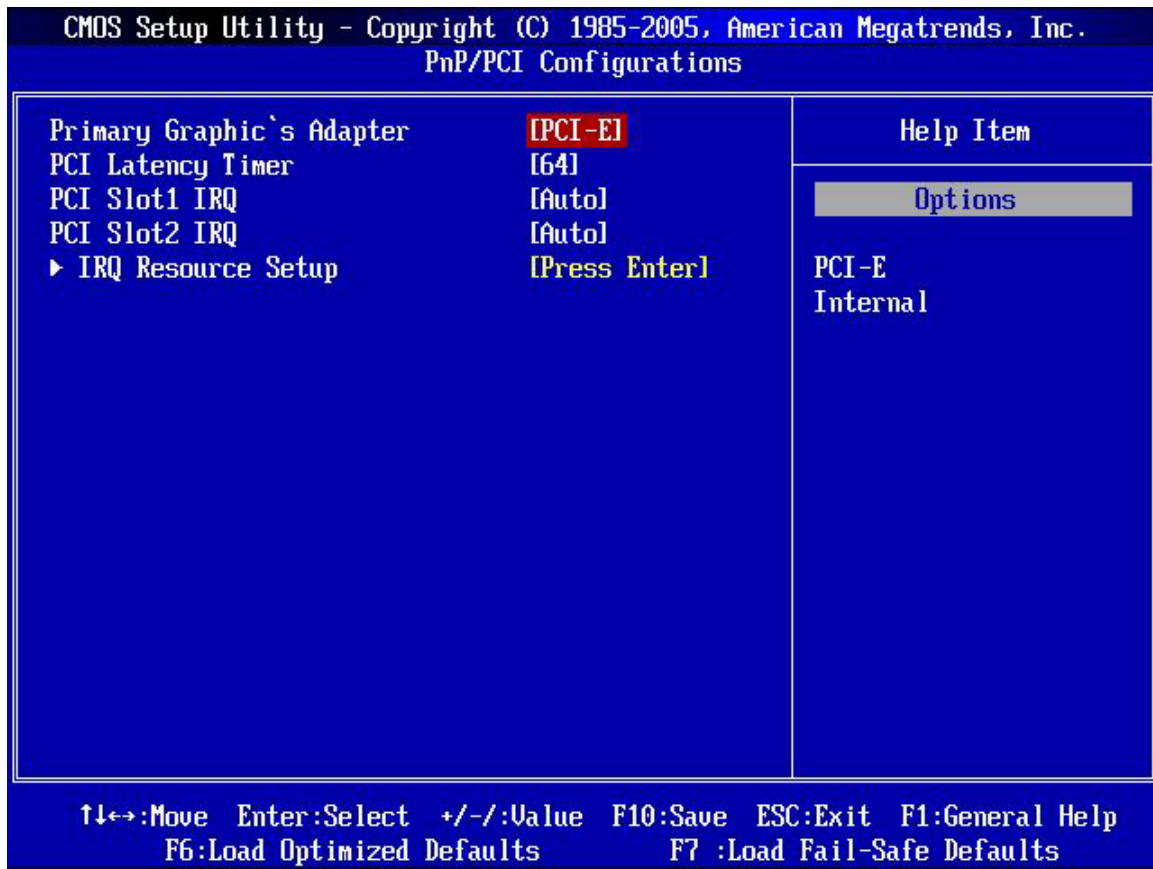 CMOS Setup Utility - Copyright (C) 1985-2005, American Megatrends, Inc.
PnP/PCI Configurations
Primary Graphic`s Adapter [PCI-E]
PCI Latency Timer [64]
PCI Slot1 IRQ [Auto]
PCI Slot2 IRQ [Auto]
▶ IRQ Resource Setup [Press Enter]
Help Item
Options
PCI-E
Internal
↑↓←→:Move Enter:Select +/-/:Value F10:Save ESC:Exit F1:General Help
F6:Load Optimized Defaults F7 :Load Fail-Safe Defaults